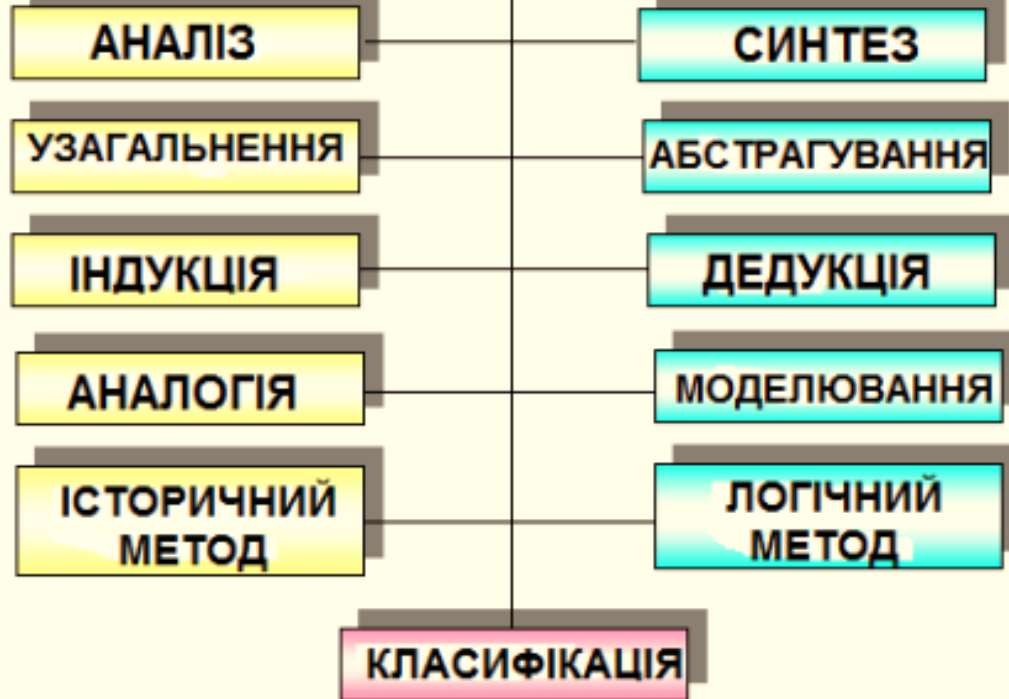 АНАЛІЗ
СИНТЕЗ
УЗАГАЛЬНЕННЯ
АБСТРАГУВАННЯ
ІНДУКЦІЯ
ДЕДУКЦІЯ
АНАЛОГІЯ
МОДЕЛЮВАННЯ
ІСТОРИЧНИЙ
МЕТОД
ЛОГІЧНИЙ
МЕТОД
КЛАСИФІКАЦІЯ